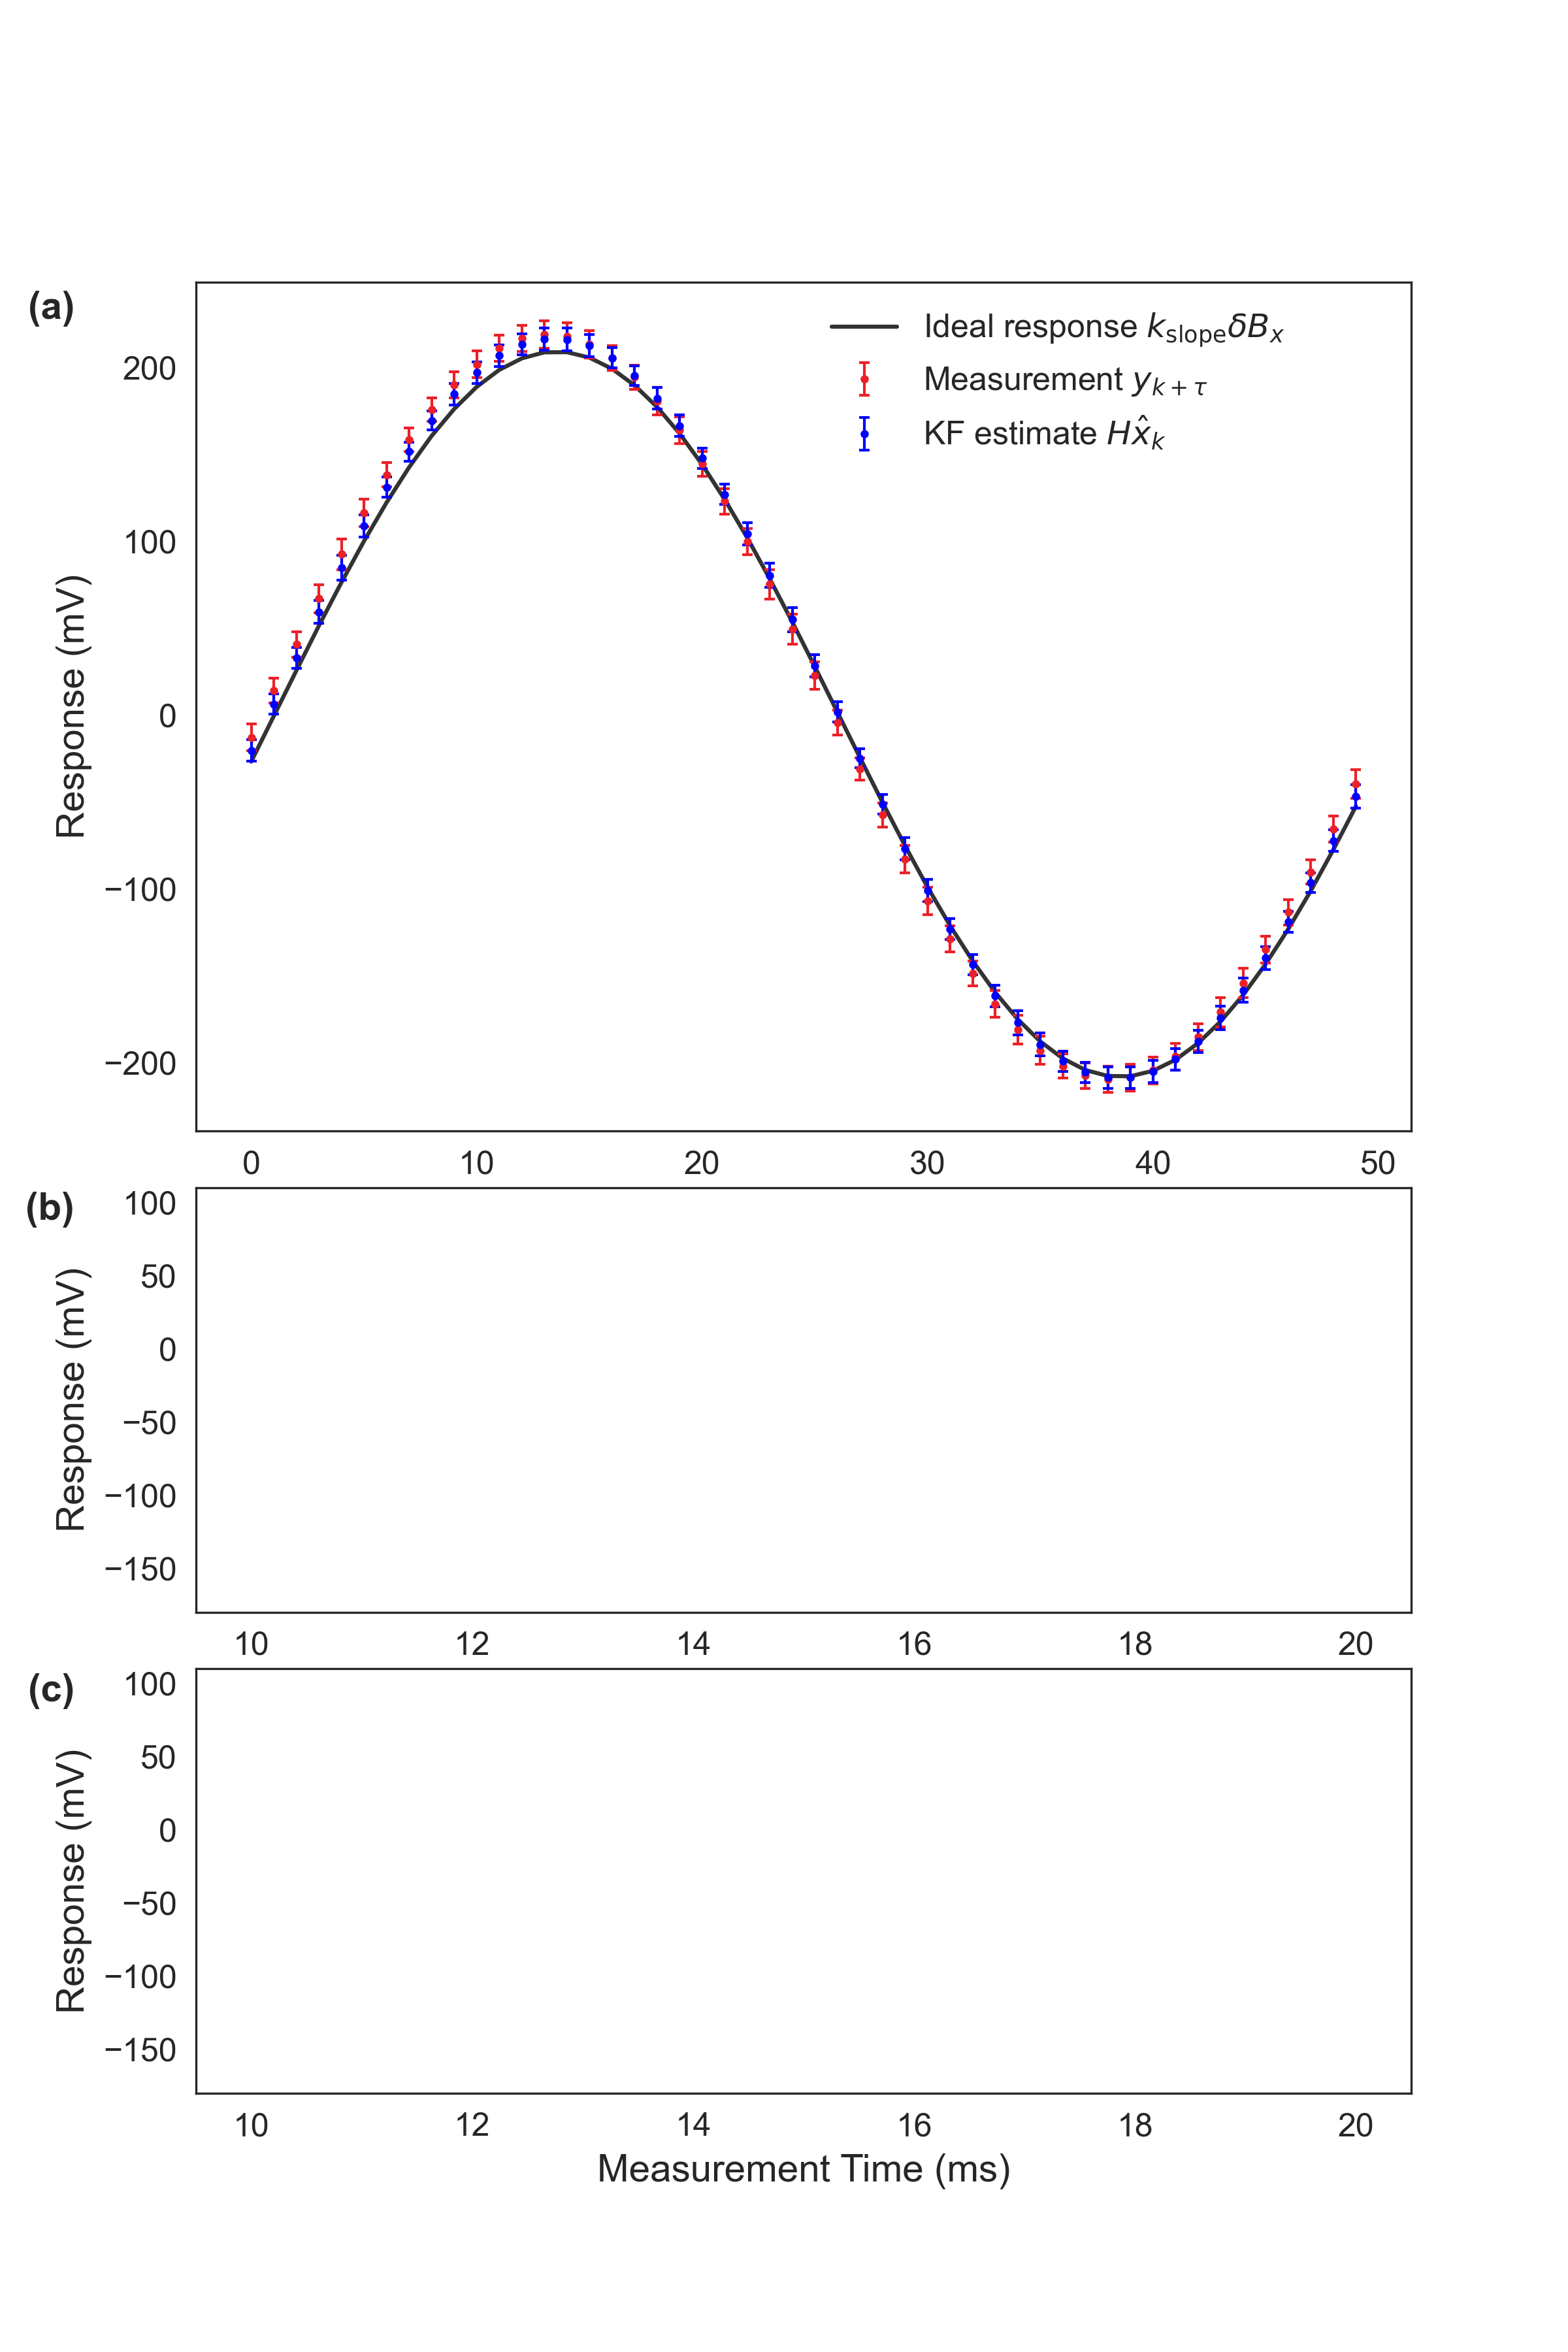 (a)
Response (mV)
200
100
0
−100
−200
Ideal response k_slope δB_x
Measurement y_{k+τ}
KF estimate Hx̂_k
0 10 20 30 40 50
(b)
Response (mV)
100
50
0
−50
−100
−150
10 12 14 16 18 20
(c)
Response (mV)
100
50
0
−50
−100
−150
10 12 14 16 18 20
Measurement Time (ms)